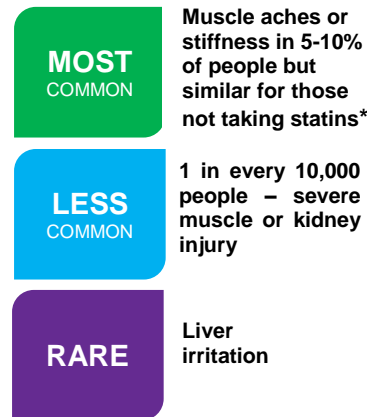 MOST
COMMON
Muscle aches or
stiffness in 5-10%
of people but
similar for those
not taking statins*
LESS
COMMON
1 in every 10,000
people – severe
muscle or kidney
injury
RARE
Liver
irritation